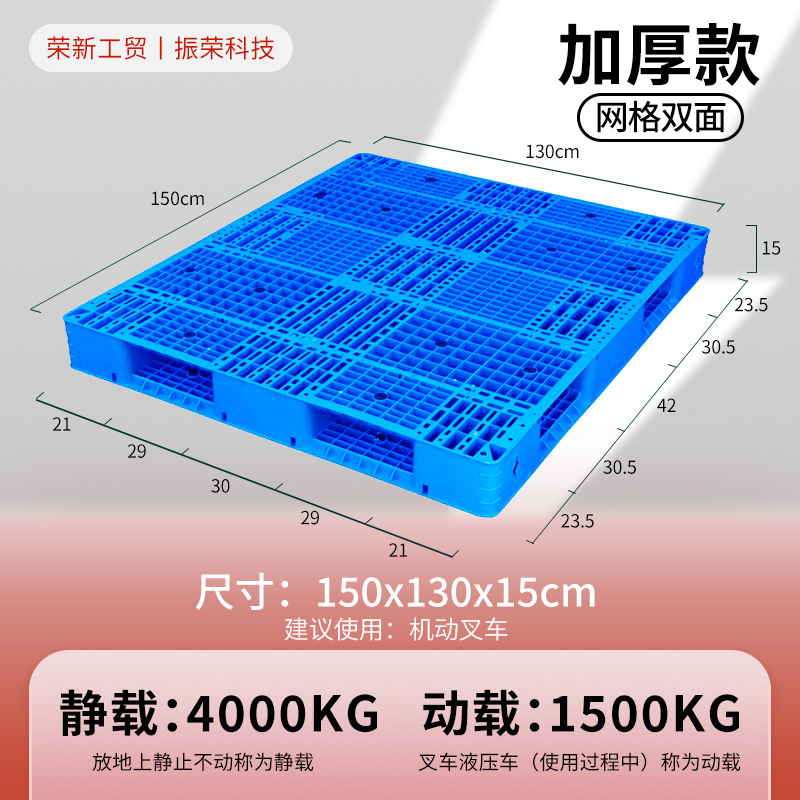 荣新工贸丨振荣科技
加厚款
网格双面
130cm
150cm
15
23.5
30.5
42
30.5
23.5
21
29
30
29
21
尺寸：150x130x15cm
建议使用：机动叉车
静载:4000KG
放地上静止不动称为静载
动载:1500KG
叉车液压车（使用过程中）称为动载